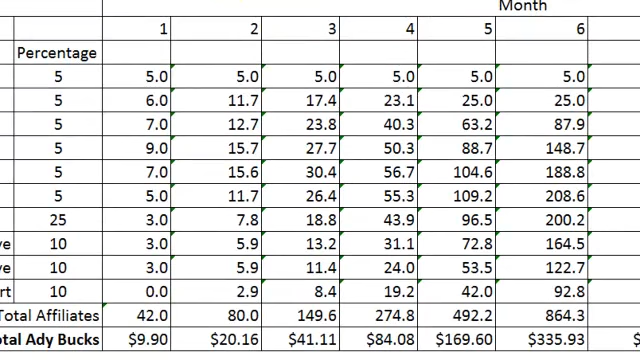 Month
1 2 3 4 5 6
Percentage
5 5.0 5.0 5.0 5.0 5.0 5.0
5 6.0 11.7 17.4 23.1 25.0 25.0
5 7.0 12.7 23.8 40.3 63.2 87.9
5 9.0 15.7 27.7 50.3 88.7 148.7
5 7.0 15.6 30.4 56.7 104.6 188.8
5 5.0 11.7 26.4 55.3 109.2 208.6
25 3.0 7.8 18.8 43.9 96.5 200.2
ve 10 3.0 5.9 13.2 31.1 72.8 164.5
ve 10 3.0 5.9 11.4 24.0 53.5 122.7
rt 10 0.0 2.9 8.4 19.2 42.0 92.8
Total Affiliates 42.0 80.0 149.6 274.8 492.2 864.3
otal Ady Bucks $9.90 $20.16 $41.11 $84.08 $169.60 $335.93 $